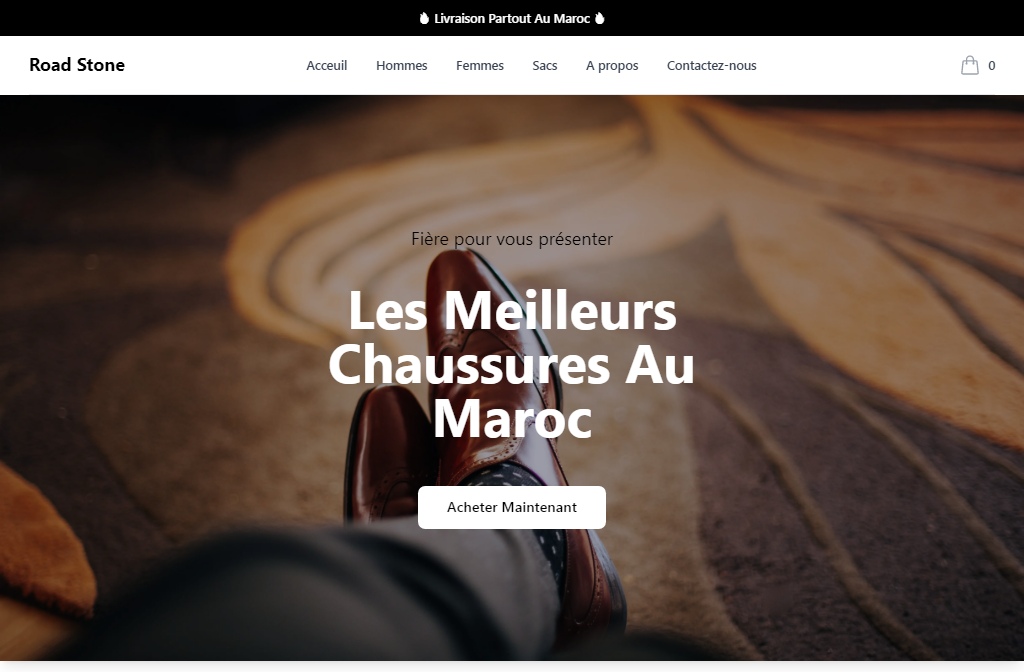 Livraison Partout Au Maroc
Road Stone
Acceuil
Hommes
Femmes
Sacs
A propos
Contactez-nous
0
Fière pour vous présenter
Les Meilleurs
Chaussures Au
Maroc
Acheter Maintenant